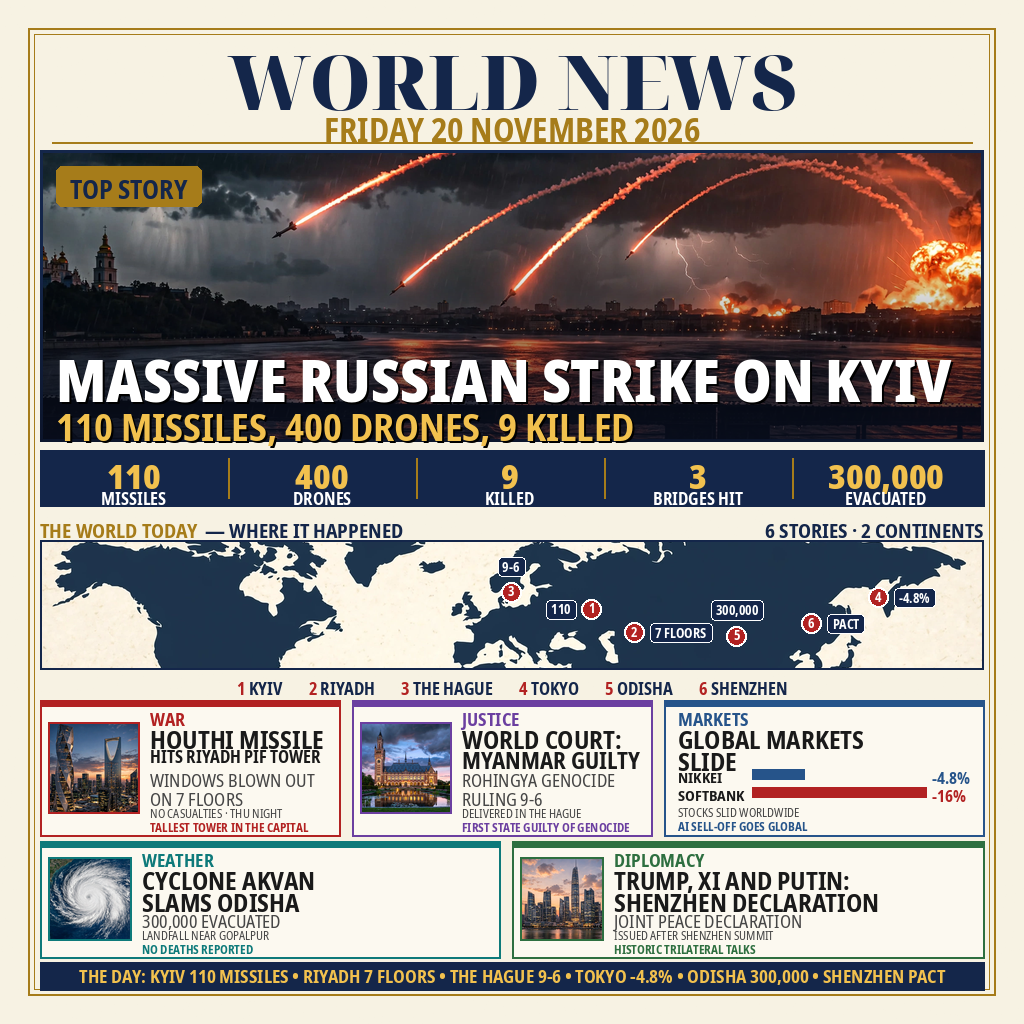 WORLD NEWS
FRIDAY 20 NOVEMBER 2026
TOP STORY
MASSIVE RUSSIAN STRIKE ON KYIV
110 MISSILES, 400 DRONES, 9 KILLED
110 400 9 3 300,000
MISSILES DRONES KILLED BRIDGES HIT EVACUATED
THE WORLD TODAY — WHERE IT HAPPENED 6 STORIES · 2 CONTINENTS
9-6
3
110 1
300,000
4 -4.8%
2 7 FLOORS
5
6 PACT
1 KYIV 2 RIYADH 3 THE HAGUE 4 TOKYO 5 ODISHA 6 SHENZHEN
WAR
HOUTHI MISSILE
HITS RIYADH PIF TOWER
WINDOWS BLOWN OUT
ON 7 FLOORS
NO CASUALTIES · THU NIGHT
TALLEST TOWER IN THE CAPITAL
JUSTICE
WORLD COURT:
MYANMAR GUILTY
ROHINGYA GENOCIDE
RULING 9-6
DELIVERED IN THE HAGUE
FIRST STATE GUILTY OF GENOCIDE
MARKETS
GLOBAL MARKETS
SLIDE
NIKKEI -4.8%
SOFTBANK -16%
STOCKS SLID WORLDWIDE
AI SELL-OFF GOES GLOBAL
WEATHER
CYCLONE AKVAN
SLAMS ODISHA
300,000 EVACUATED
LANDFALL NEAR GOPALPUR
NO DEATHS REPORTED
DIPLOMACY
TRUMP, XI AND PUTIN:
SHENZHEN DECLARATION
JOINT PEACE DECLARATION
ISSUED AFTER SHENZHEN SUMMIT
HISTORIC TRILATERAL TALKS
THE DAY: KYIV 110 MISSILES • RIYADH 7 FLOORS • THE HAGUE 9-6 • TOKYO -4.8% • ODISHA 300,000 • SHENZHEN PACT